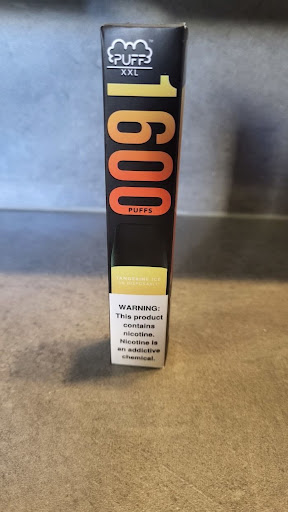 PUFF
XXL
1600
PUFFS
WARNING:
This product
contains
nicotine.
Nicotine is
an addictive
chemical.